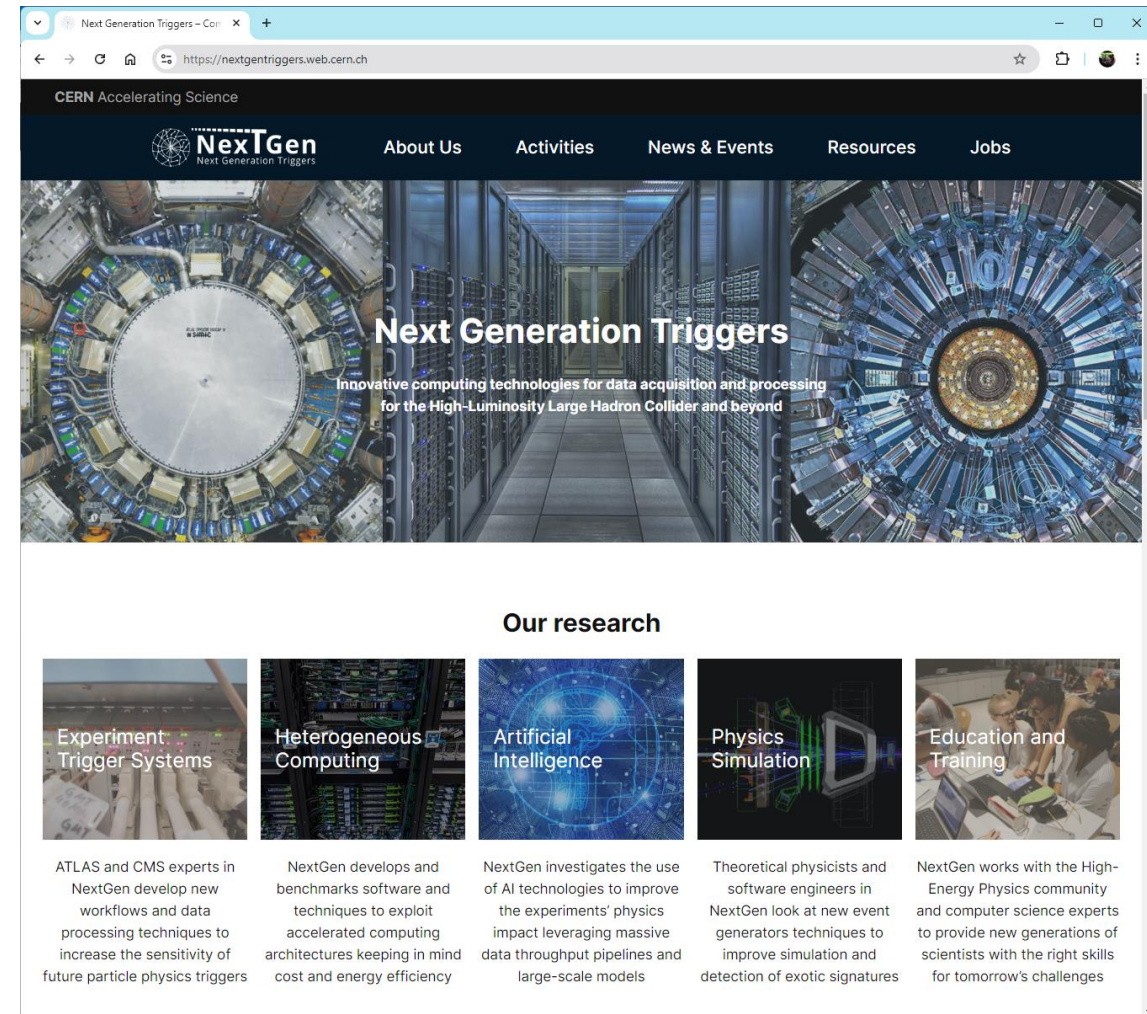 Next Generation Triggers – Com
https://nextgentriggers.web.cern.ch
CERN Accelerating Science
NexTGen
Next Generation Triggers
About Us
Activities
News & Events
Resources
Jobs
Next Generation Triggers
Innovative computing technologies for data acquisition and processing
for the High-Luminosity Large Hadron Collider and beyond
Our research
Experiment
Trigger Systems
ATLAS and CMS experts in
NextGen develop new
workflows and data
processing techniques to
increase the sensitivity of
future particle physics triggers
Heterogeneous
Computing
NextGen develops and
benchmarks software and
techniques to exploit
accelerated computing
architectures keeping in mind
cost and energy efficiency
Artificial
Intelligence
NextGen investigates the use
of AI technologies to improve
the experiments' physics
impact leveraging massive
data throughput pipelines and
large-scale models
Physics
Simulation
Theoretical physicists and
software engineers in
NextGen look at new event
generators techniques to
improve simulation and
detection of exotic signatures
Education and
Training
NextGen works with the High-
Energy Physics community
and computer science experts
to provide new generations of
scientists with the right skills
for tomorrow's challenges